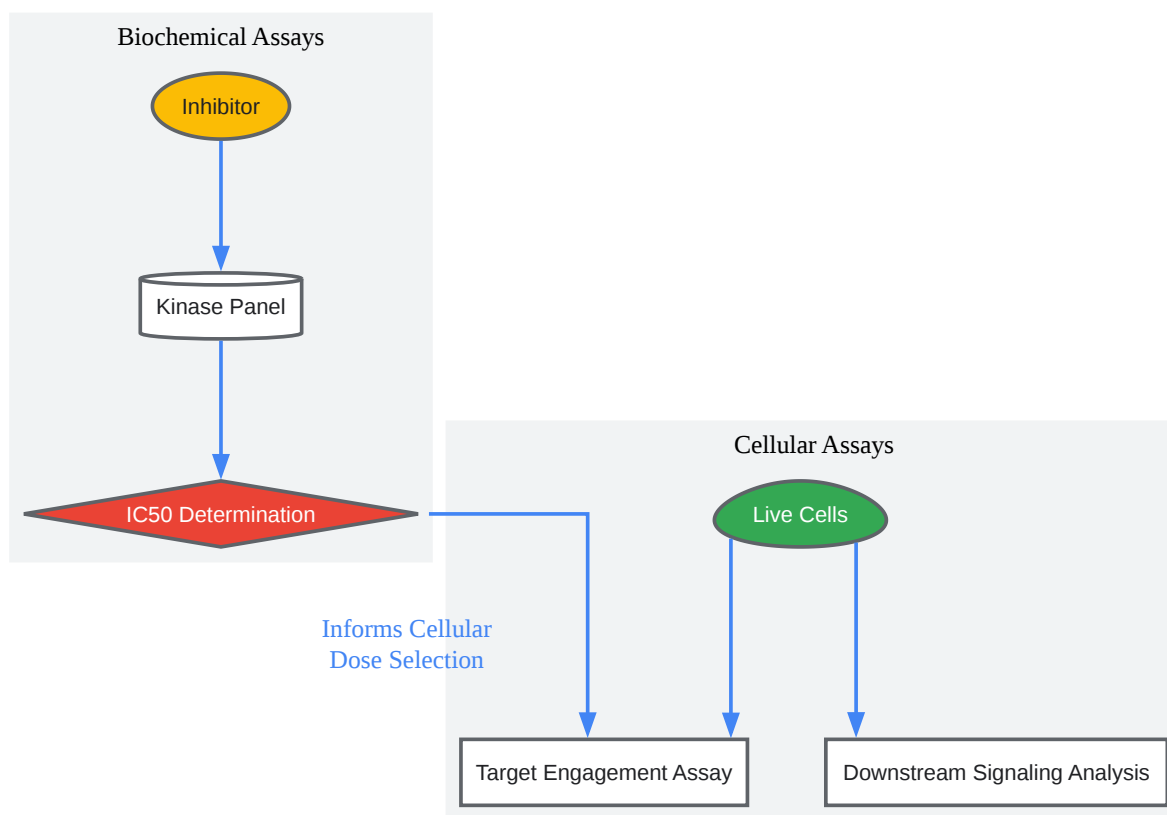 Biochemical Assays
Inhibitor
Kinase Panel
IC50 Determination
Informs Cellular
Dose Selection
Cellular Assays
Live Cells
Target Engagement Assay
Downstream Signaling Analysis